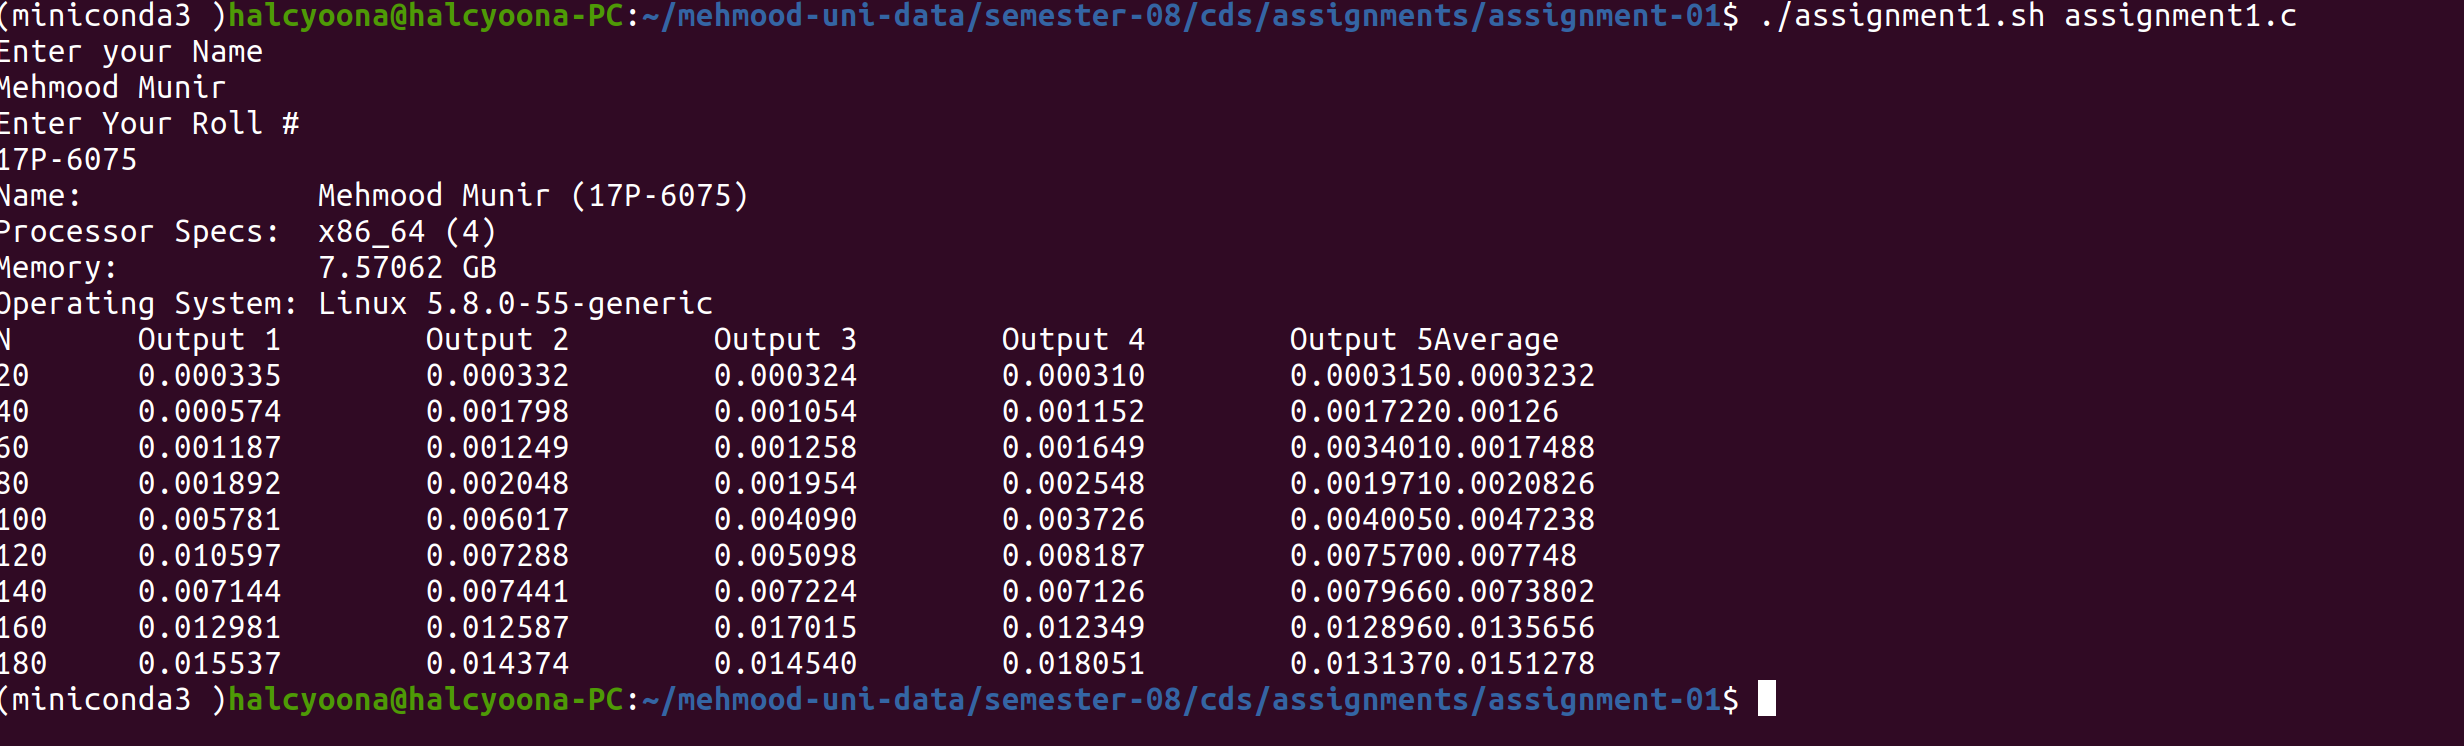 (miniconda3 )halcyoona@halcyoona-PC:~/mehmood-uni-data/semester-08/cds/assignments/assignment-01$ ./assignment1.sh assignment1.c
Enter your Name
Mehmood Munir
Enter Your Roll #
17P-6075
Name:             Mehmood Munir (17P-6075)
Processor Specs:  x86_64 (4)
Memory:           7.57062 GB
Operating System: Linux 5.8.0-55-generic
N       Output 1        Output 2        Output 3        Output 4        Output 5Average
20      0.000335        0.000332        0.000324        0.000310        0.0003150.0003232
40      0.000574        0.001798        0.001054        0.001152        0.0017220.00126
60      0.001187        0.001249        0.001258        0.001649        0.0034010.0017488
80      0.001892        0.002048        0.001954        0.002548        0.0019710.0020826
100     0.005781        0.006017        0.004090        0.003726        0.0040050.0047238
120     0.010597        0.007288        0.005098        0.008187        0.0075700.007748
140     0.007144        0.007441        0.007224        0.007126        0.0079660.0073802
160     0.012981        0.012587        0.017015        0.012349        0.0128960.0135656
180     0.015537        0.014374        0.014540        0.018051        0.0131370.0151278
(miniconda3 )halcyoona@halcyoona-PC:~/mehmood-uni-data/semester-08/cds/assignments/assignment-01$